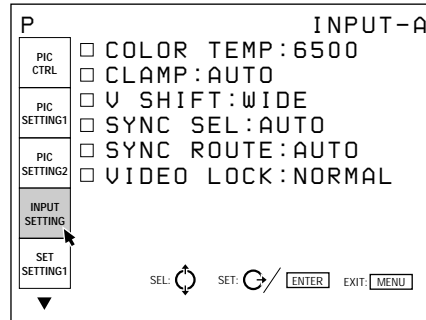 P INPUT-A
PIC
CTRL
PIC
SETTING1
PIC
SETTING2
INPUT
SETTING
SET
SETTING1
COLOR TEMP:6500
CLAMP:AUTO
V SHIFT:WIDE
SYNC SEL:AUTO
SYNC ROUTE:AUTO
VIDEO LOCK:NORMAL
SEL: SET: / ENTER EXIT: MENU